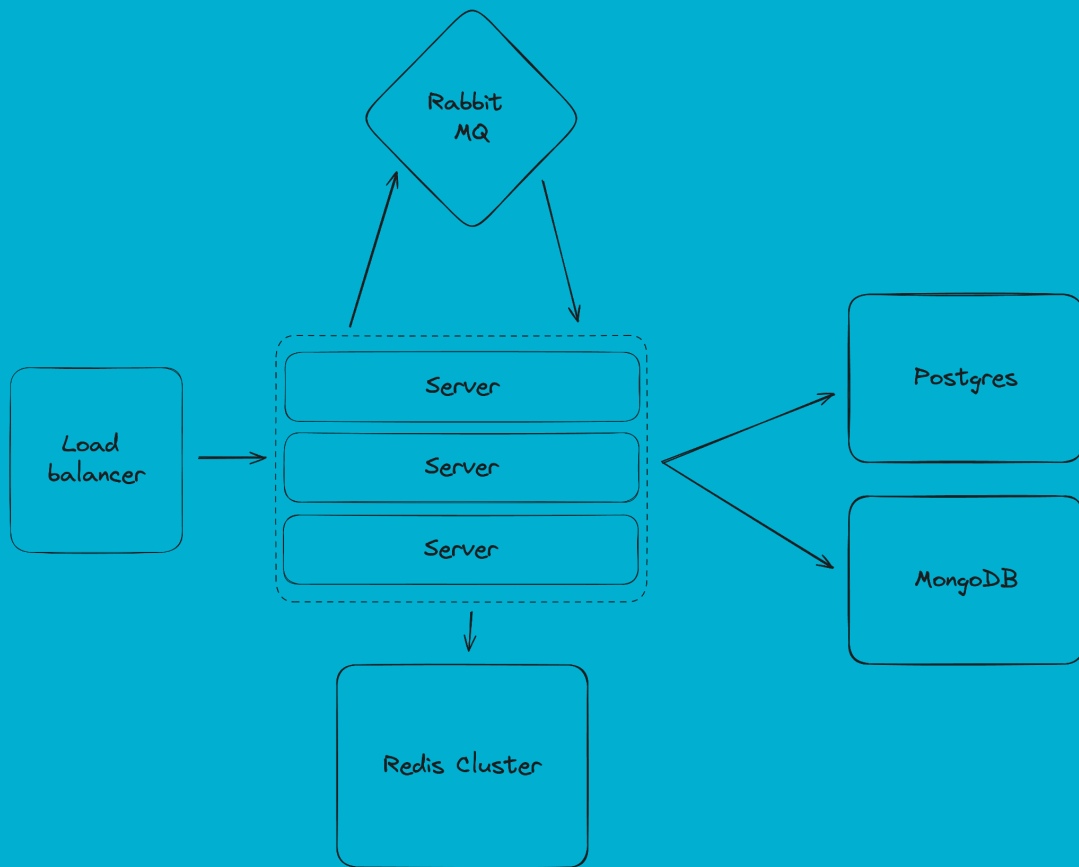 Rabbit
MQ
Load
balancer
Server
Server
Server
Postgres
MongoDB
Redis Cluster